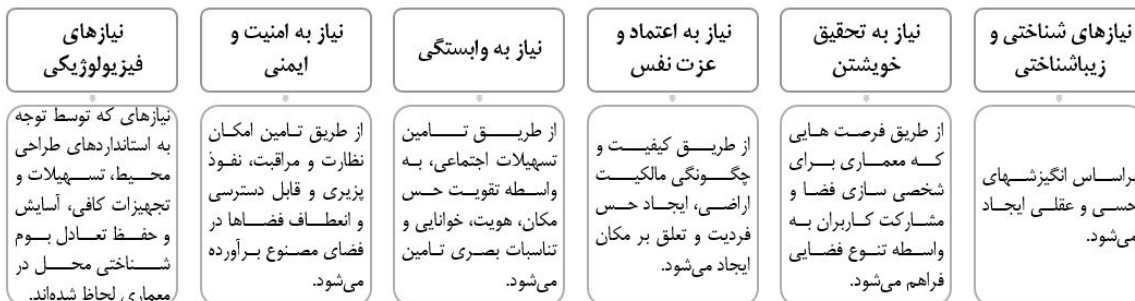 نیازهای شناختی و
زیباشناختی
براساس انگیزشهای
حسی و عقلی ایجاد
می‌شود.
نیاز به تحقیق
خویشتن
از طریق فرصت هایی
که معماری برای
شخصی سازی فضا و
مشارکت کاربران به
واسطه تنوع فضایی
فراهم می‌شود.
نیاز به اعتماد و
عزت نفس
از طریق کیفیت و
چگونگی مالکیت
اراضی، ایجاد حس
فردیت و تعلق بر مکان
ایجاد می‌شود.
نیاز به وابستگی
از طریق تامین
تسهیلات اجتماعی، به
واسطه تقویت حس
مکان، هویت، خوانایی و
تناسبات بصری تامین
می‌شود.
نیاز به امنیت و
ایمنی
از طریق تامین امکان
نظارت و مراقبت، نفوذ
پزیری و قابل دسترسی
و انعطاف فضاها در
فضای مصنوع برآورده
می‌شود.
نیازهای
فیزیولوژیکی
نیازهای که توسط توجه
به استانداردهای طراحی
محیط، تسهیلات و
تجهیزات کافی، آسایش
و حفظ تعادل بوم
شناختی محل در
معماری لحاظ شده‌اند.